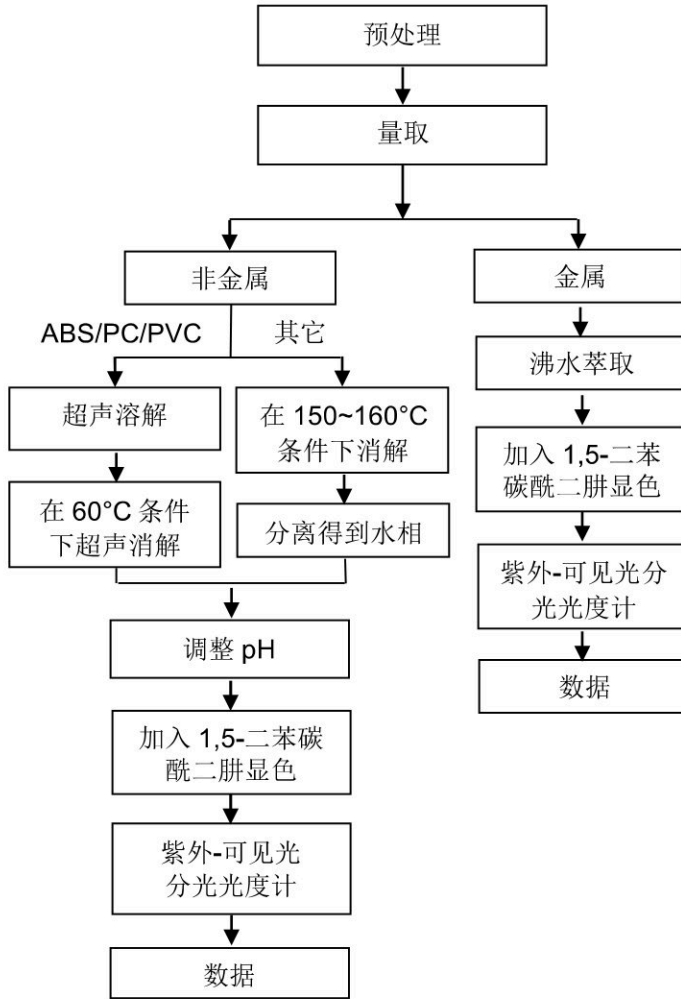 预处理
量取
非金属
金属
ABS/PC/PVC
其它
沸水萃取
超声溶解
在 150~160°C
条件下消解
加入 1,5-二苯
碳酰二肼显色
在 60°C 条件
下超声消解
分离得到水相
紫外-可见光分
光光度计
调整 pH
数据
加入 1,5-二苯碳
酰二肼显色
紫外-可见光
分光光度计
数据